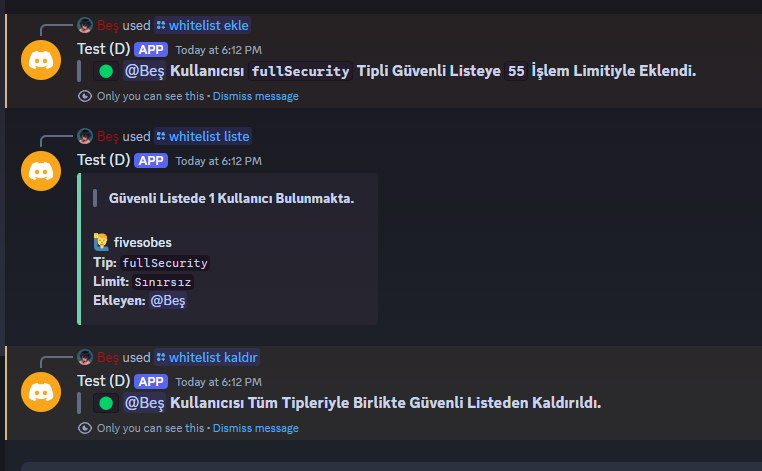 Beş used whitelist ekle
Test (D) APP Today at 6:12 PM
@Beş Kullanıcısı fullSecurity Tipli Güvenli Listeye 55 İşlem Limitiyle Eklendi.
Only you can see this • Dismiss message
Beş used whitelist liste
Test (D) APP Today at 6:12 PM
Güvenli Listede 1 Kullanıcı Bulunmakta.
fivesobes
Tip: fullSecurity
Limit: Sınırsız
Ekleyen: @Beş
Beş used whitelist kaldır
Test (D) APP Today at 6:12 PM
@Beş Kullanıcısı Tüm Tipleriyle Birlikte Güvenli Listeden Kaldırıldı.
Only you can see this • Dismiss message